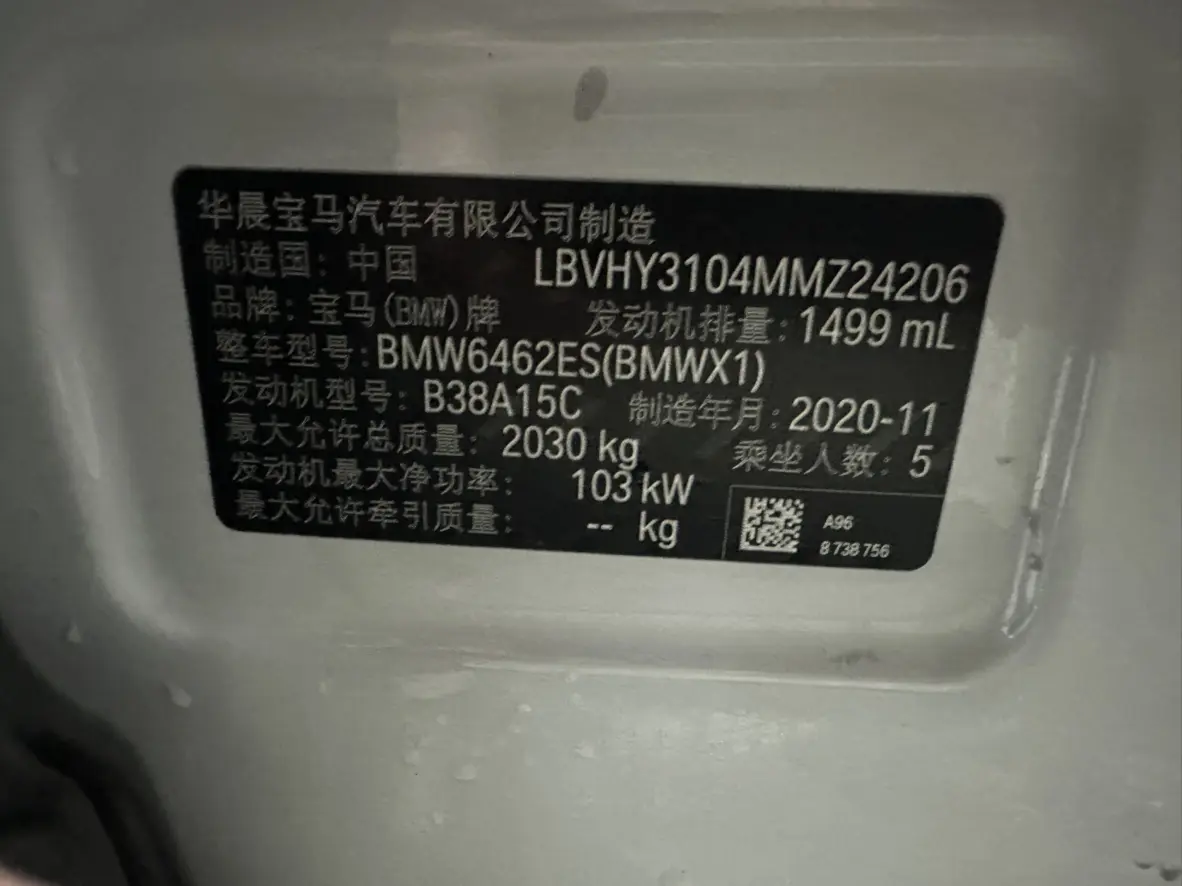 华晨宝马汽车有限公司制造
制造国：中国 LBVHY3104MMZ24206
品牌：宝马(BMW)牌 发动机排量：1499 mL
整车型号：BMW6462ES(BMWX1)
发动机型号：B38A15C 制造年月：2020-11
最大允许总质量：2030 kg 乘坐人数：5
发动机最大净功率：103 kW
最大允许牵引质量：-- kg
A96
8 738 756